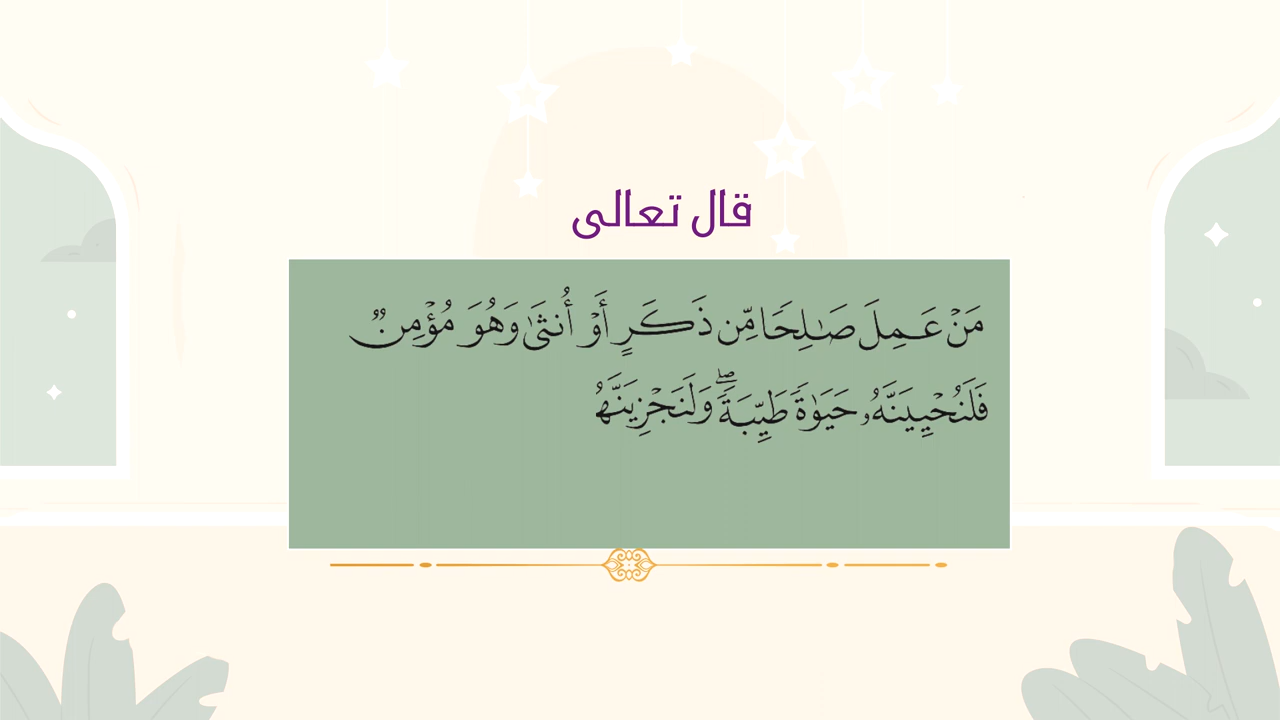 قال تعالى
مَنۡ عَمِلَ صَـٰلِحًا مِّن ذَكَرٍ أَوۡ أُنثَىٰ وَهُوَ مُؤۡمِنٌ
فَلَنُحۡيِيَنَّهُۥ حَيَوٰةً طَيِّبَةًۖ وَلَنَجۡزِيَنَّهُ